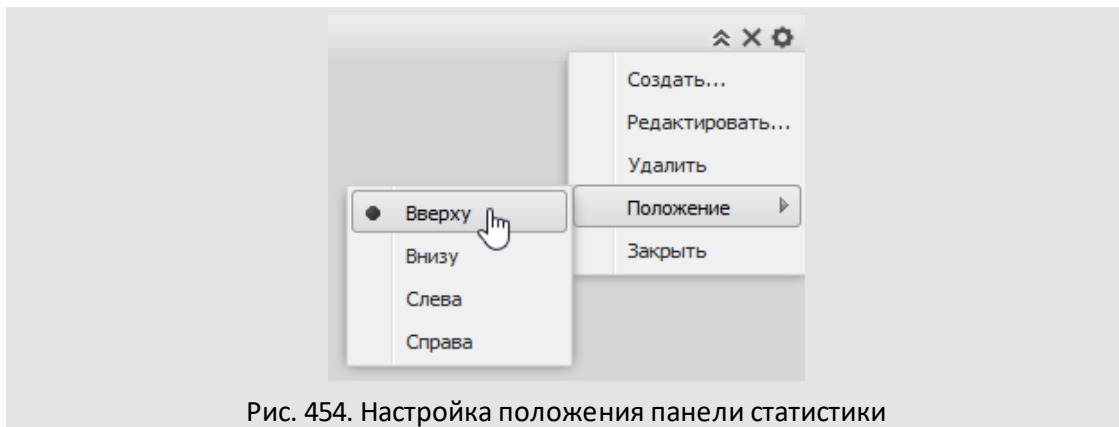 Создать...
Редактировать...
Удалить
Положение
Закрыть
Вверху
Внизу
Слева
Справа
Рис. 454. Настройка положения панели статистики